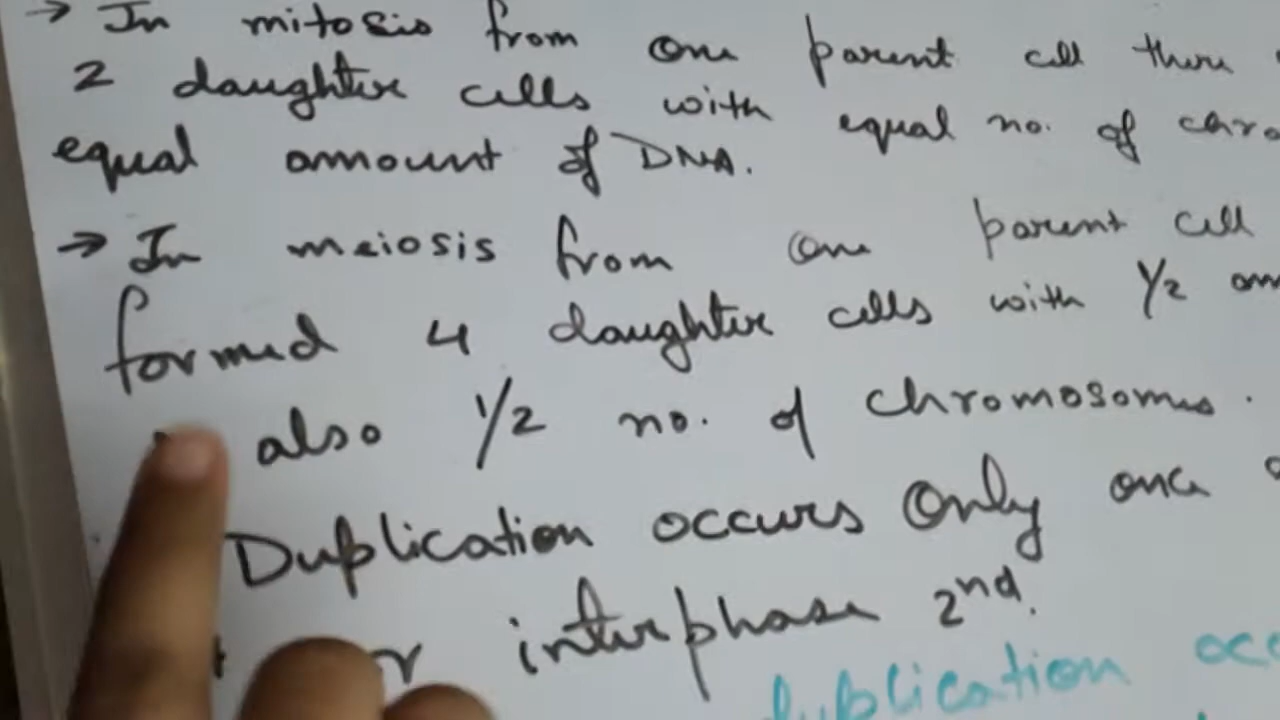 → In mitosis from one parent cell there
2 daughter cells with equal no. of chro
equal amount of DNA.
→ In meiosis from one parent cell
formed 4 daughter cells with 1/2 am
also 1/2 no. of chromosomes.
Duplication occurs only once
interphase 2nd.
duplication occ